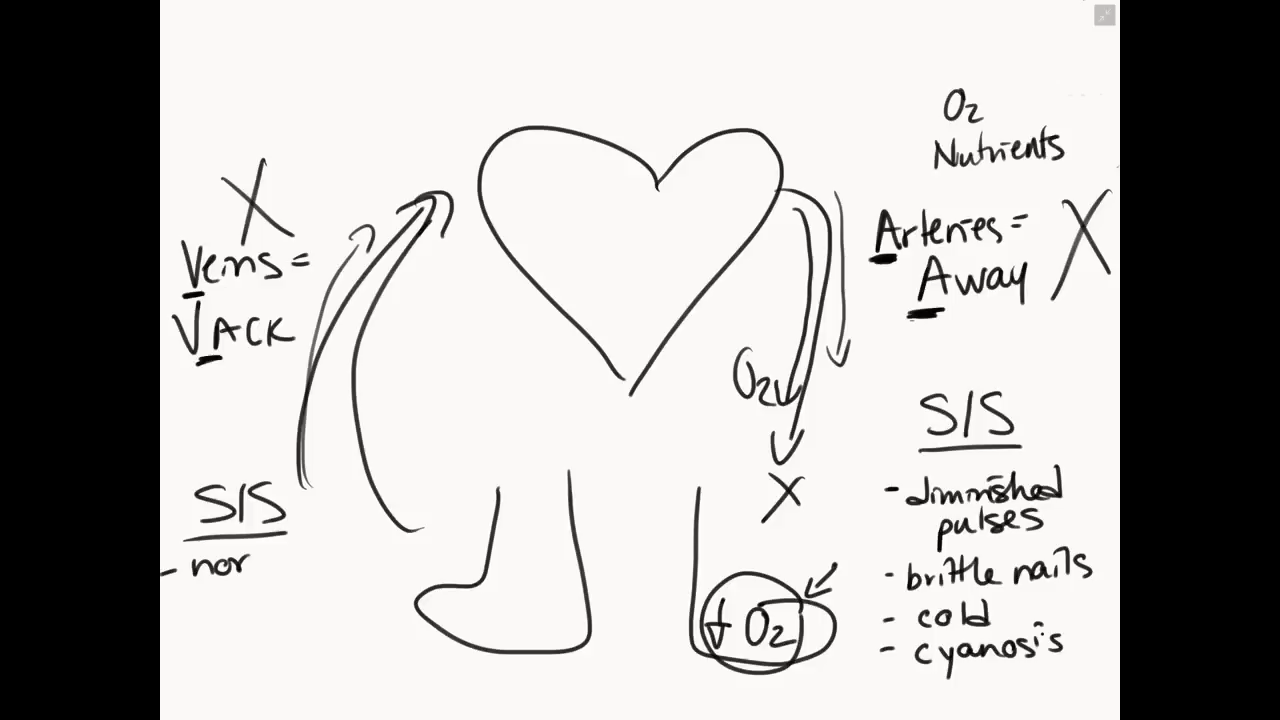 O2
Nutrients
X
Arteries =
Away
X
Veins =
VACK
O2
S/S
- diminished
pulses
- brittle nails
- cold
- cyanosis
X
S/S
- nor
↓ O2